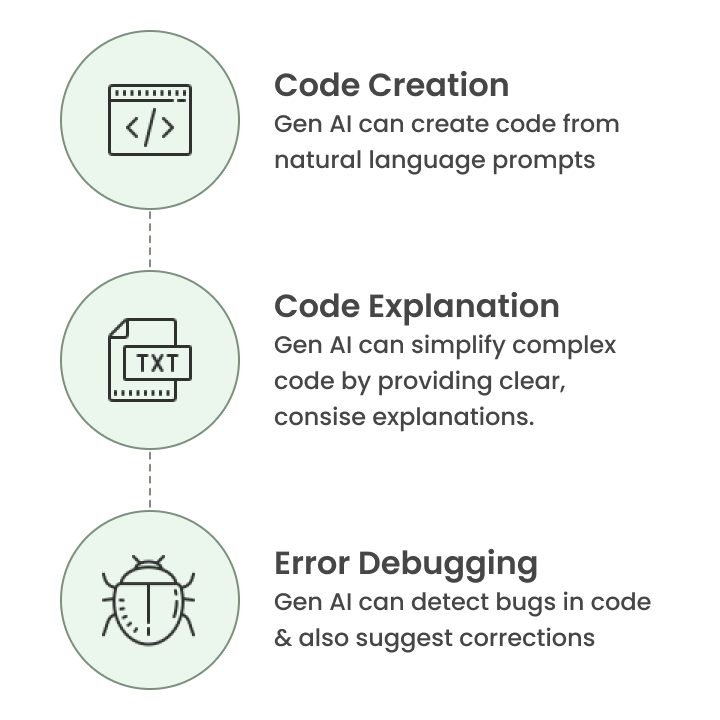 Code Creation
Gen AI can create code from
natural language prompts
Code Explanation
Gen AI can simplify complex
code by providing clear,
consise explanations.
TXT
Error Debugging
Gen AI can detect bugs in code
& also suggest corrections